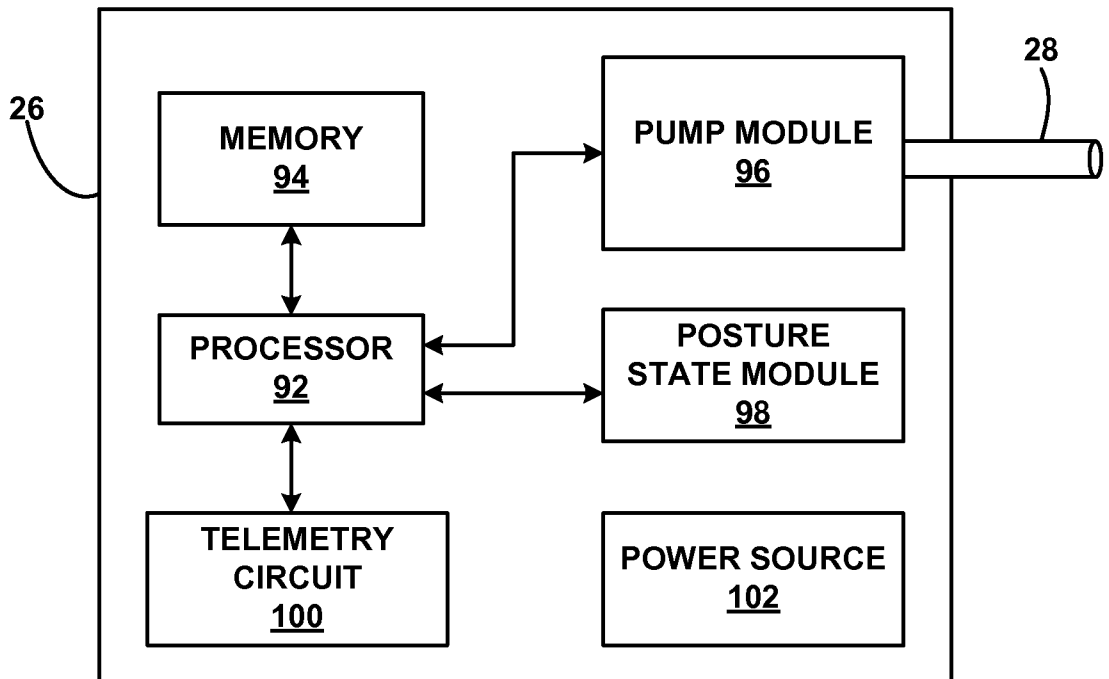 26
28
MEMORY
94
PUMP MODULE
96
PROCESSOR
92
POSTURE
STATE MODULE
98
TELEMETRY
CIRCUIT
100
POWER SOURCE
102